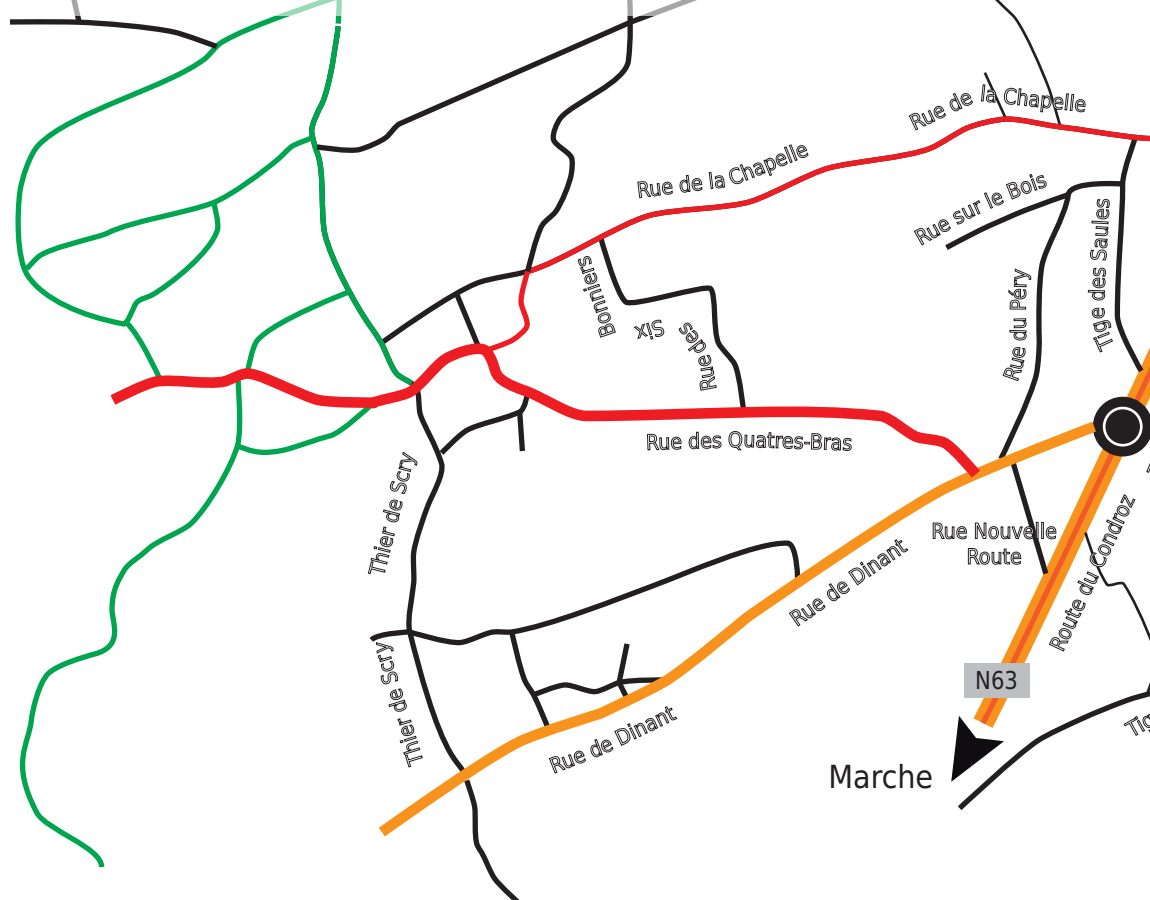 Rue de la Chapelle
Rue de la Chapelle
Rue sur le Bois
Tige des Saules
Bonniers
Six
Rue des
Rue du Péry
Rue des Quatres-Bras
Thier de Scry
Rue Nouvelle
Route
Route du Condroz
Rue de Dinant
Thier de Scry
N63
Rue de Dinant
Marche